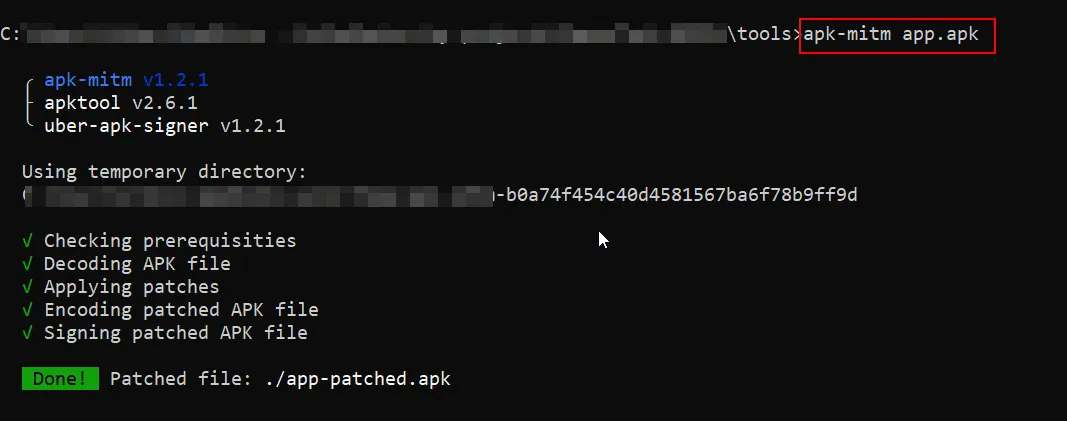 C: \tools>apk-mitm app.apk
apk-mitm v1.2.1
apktool v2.6.1
uber-apk-signer v1.2.1
Using temporary directory:
-b0a74f454c40d4581567ba6f78b9ff9d
√ Checking prerequisities
√ Decoding APK file
√ Applying patches
√ Encoding patched APK file
√ Signing patched APK file
Done! Patched file: ./app-patched.apk